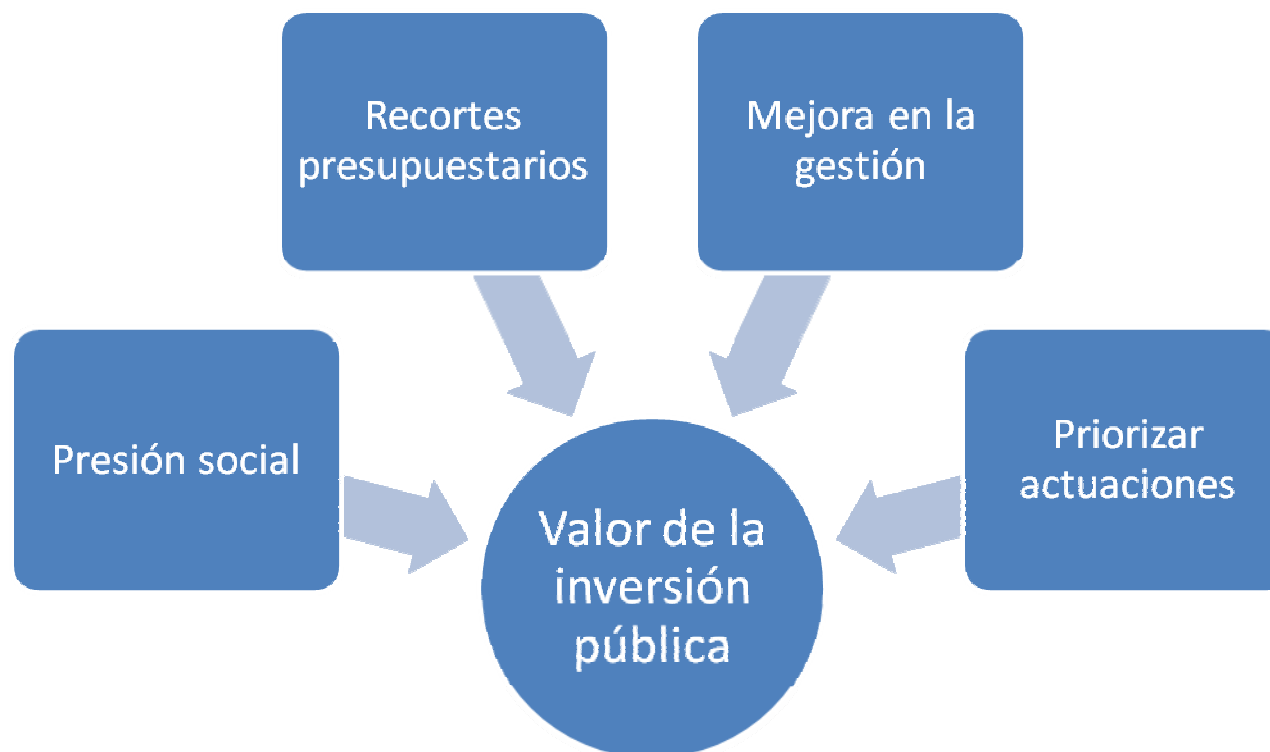 Recortes
presupuestarios
Mejora en la
gestión
Presión social
Priorizar
actuaciones
Valor de la
inversión
pública